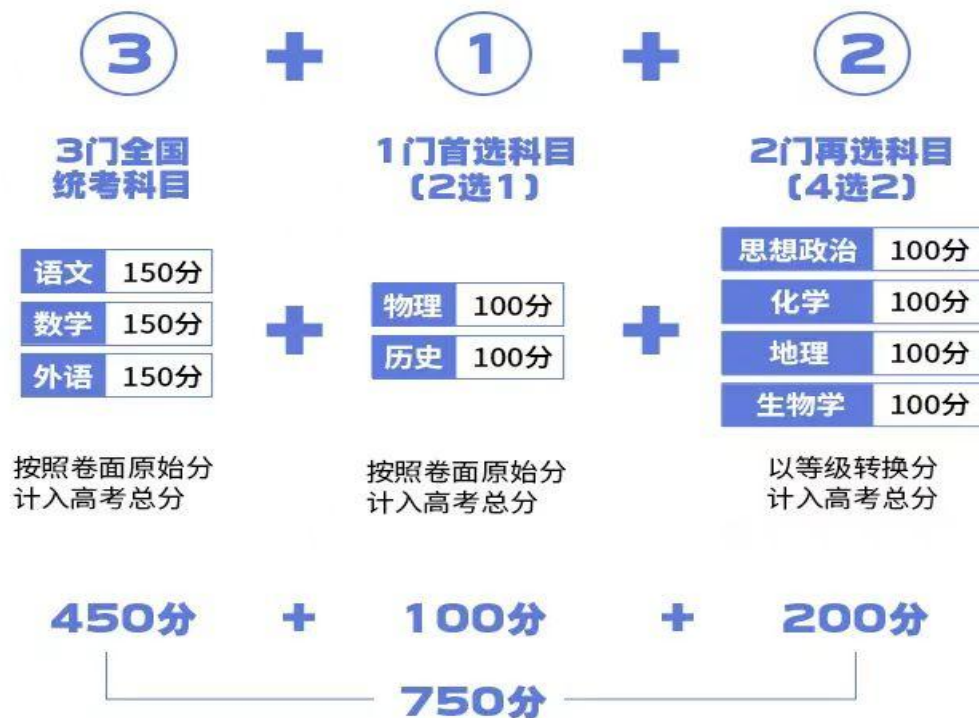 3 + 1 + 2
3门全国
统考科目
1门首选科目
(2选1)
2门再选科目
(4选2)
语文 150分
数学 150分
外语 150分
+
物理 100分
历史 100分
+
思想政治 100分
化学 100分
地理 100分
生物学 100分
按照卷面原始分
计入高考总分
按照卷面原始分
计入高考总分
以等级转换分
计入高考总分
450分 + 100分 + 200分
750分